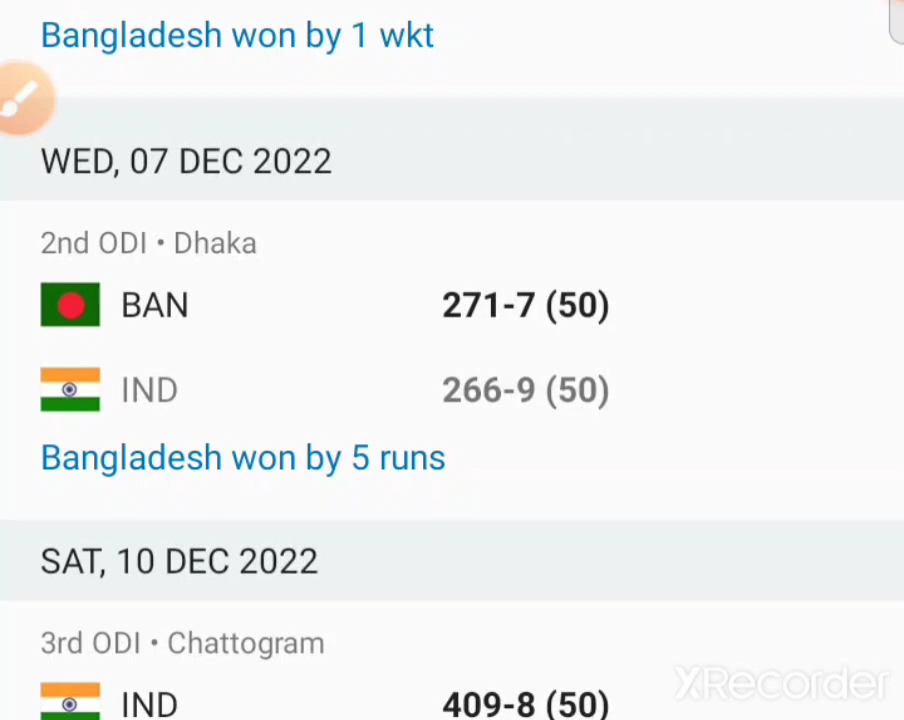 Bangladesh won by 1 wkt
WED, 07 DEC 2022
2nd ODI • Dhaka
BAN 271-7 (50)
IND 266-9 (50)
Bangladesh won by 5 runs
SAT, 10 DEC 2022
3rd ODI • Chattogram
IND 409-8 (50)
XRecorder